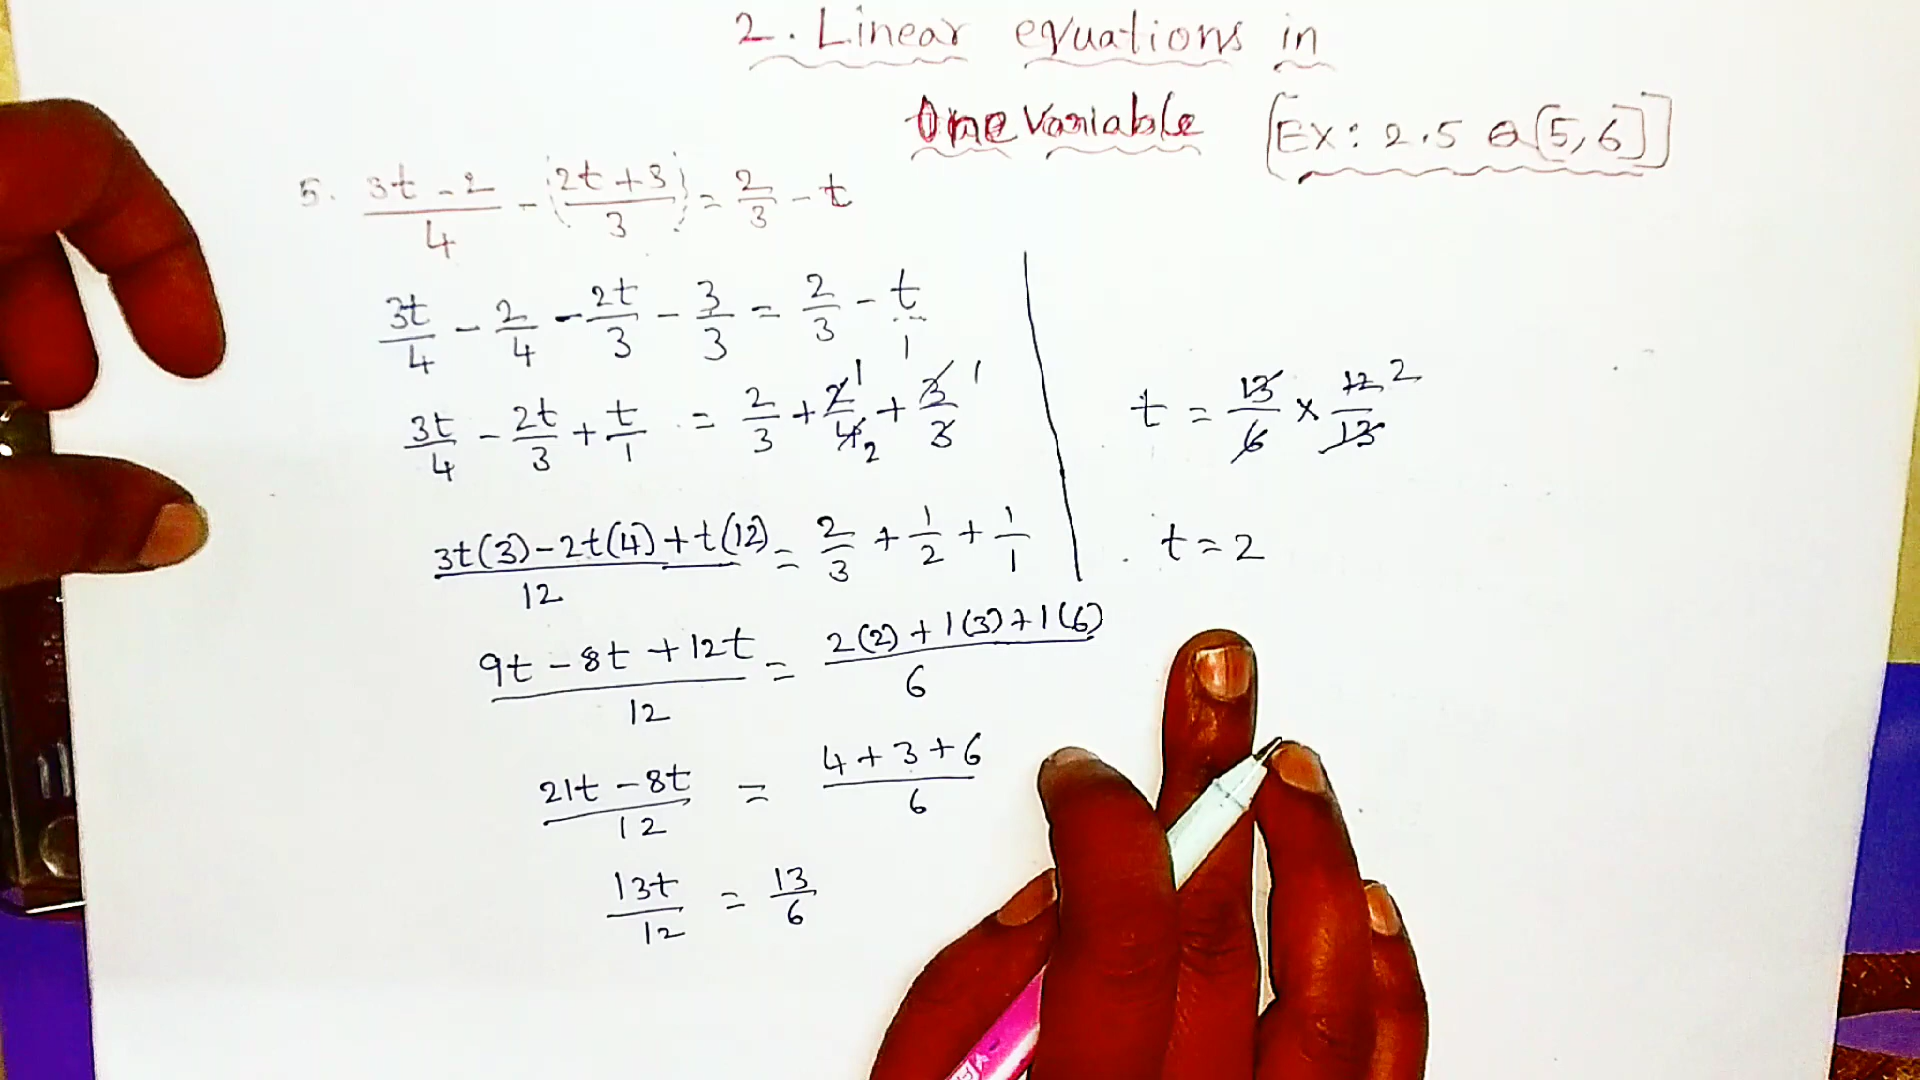 2. Linear equations in
One variable [Ex: 2.5 Q[5,6]]
5. (3t-2)/4 - ((2t+3)/3) = 2/3 - t
3t/4 - 2/4 - 2t/3 - 3/3 = 2/3 - t/1
3t/4 - 2t/3 + t/1 = 2/3 + 2/4 1 2 + 3/3 1
(3t(3)-2t(4)+t(12))/12 = 2/3 + 1/2 + 1/1
(9t-8t+12t)/12 = (2(2)+1(3)+1(6))/6
(21t-8t)/12 = (4+3+6)/6
13t/12 = 13/6
t = 13/6 × 12/13 2
t=2